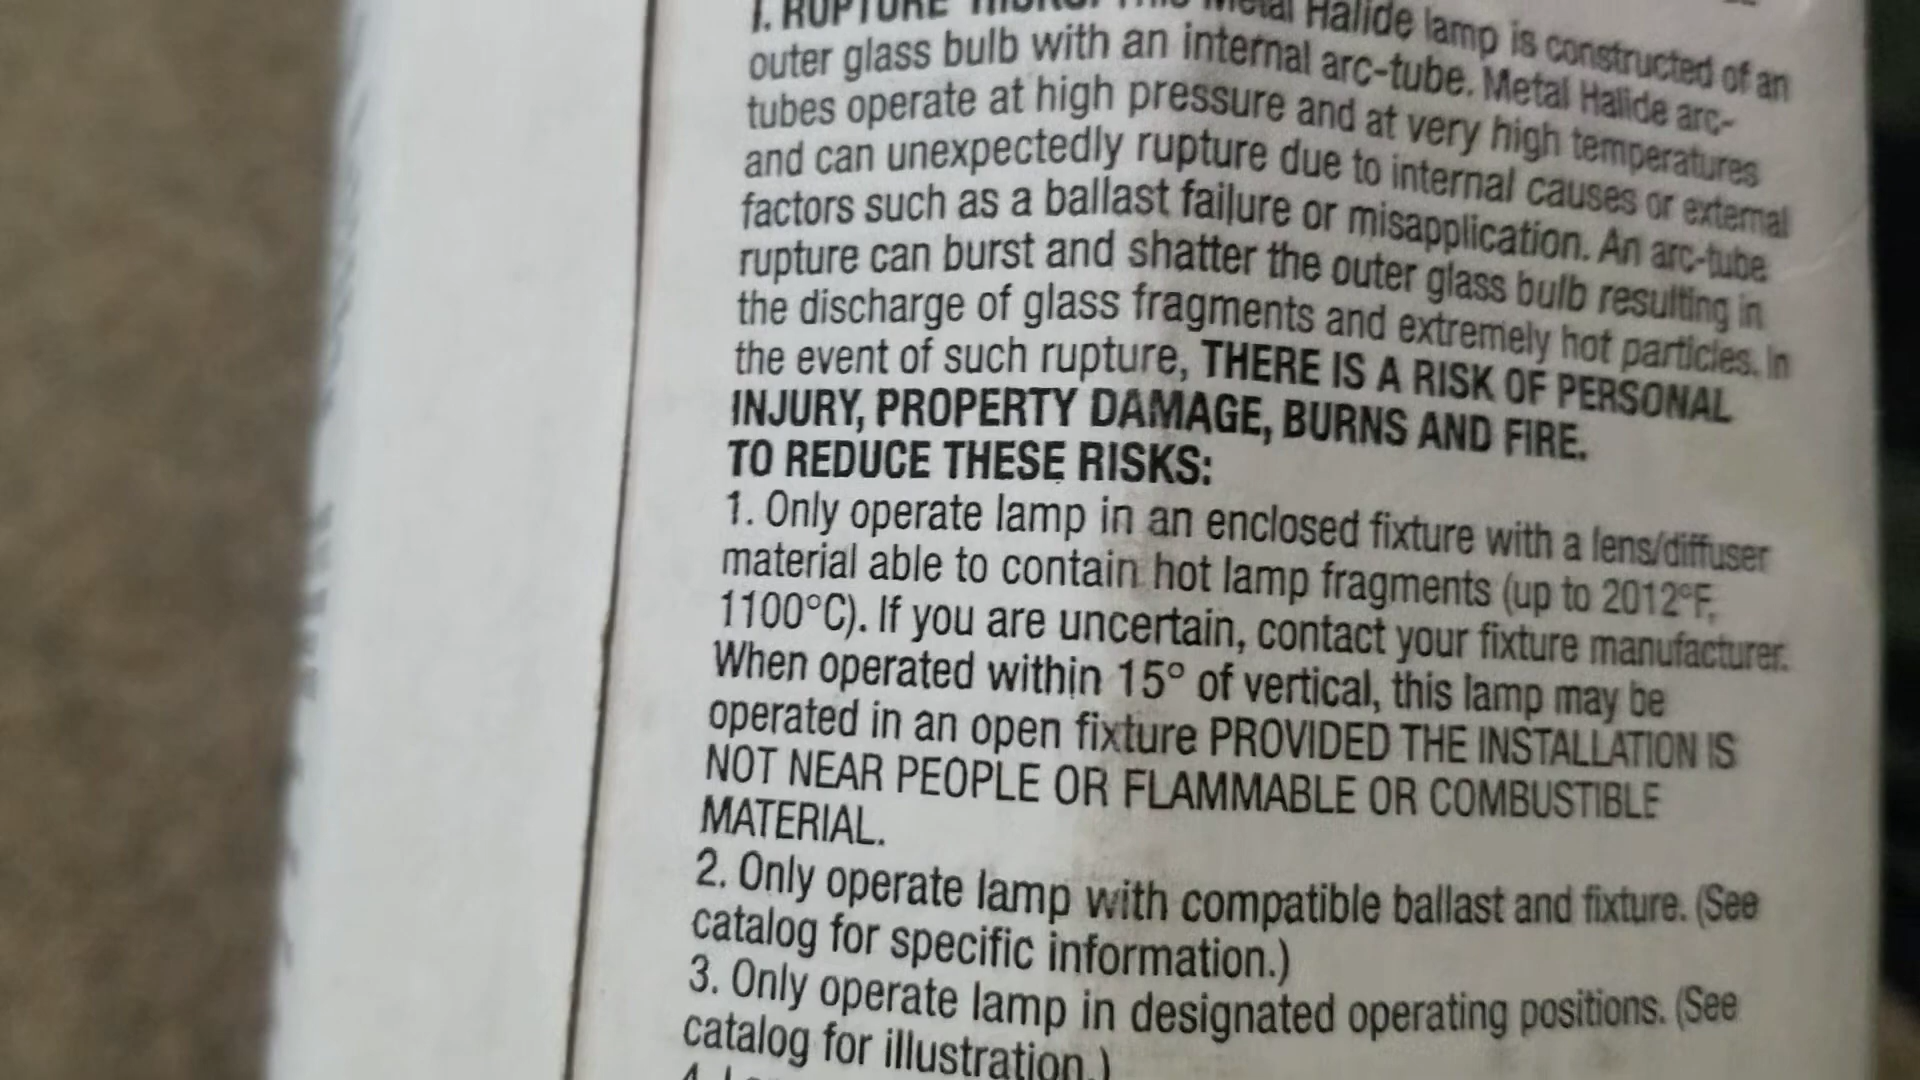 I. RUPTURE RISKS: This Metal Halide lamp is constructed of an
outer glass bulb with an internal arc-tube. Metal Halide arc-
tubes operate at high pressure and at very high temperatures
and can unexpectedly rupture due to internal causes or external
factors such as a ballast failure or misapplication. An arc-tube
rupture can burst and shatter the outer glass bulb resulting in
the discharge of glass fragments and extremely hot particles. In
the event of such rupture, THERE IS A RISK OF PERSONAL
INJURY, PROPERTY DAMAGE, BURNS AND FIRE.
TO REDUCE THESE RISKS:
1. Only operate lamp in an enclosed fixture with a lens/diffuser
material able to contain hot lamp fragments (up to 2012°F,
1100°C). If you are uncertain, contact your fixture manufacturer.
When operated within 15° of vertical, this lamp may be
operated in an open fixture PROVIDED THE INSTALLATION IS
NOT NEAR PEOPLE OR FLAMMABLE OR COMBUSTIBLE
MATERIAL.
2. Only operate lamp with compatible ballast and fixture. (See
catalog for specific information.)
3. Only operate lamp in designated operating positions. (See
catalog for illustration.)